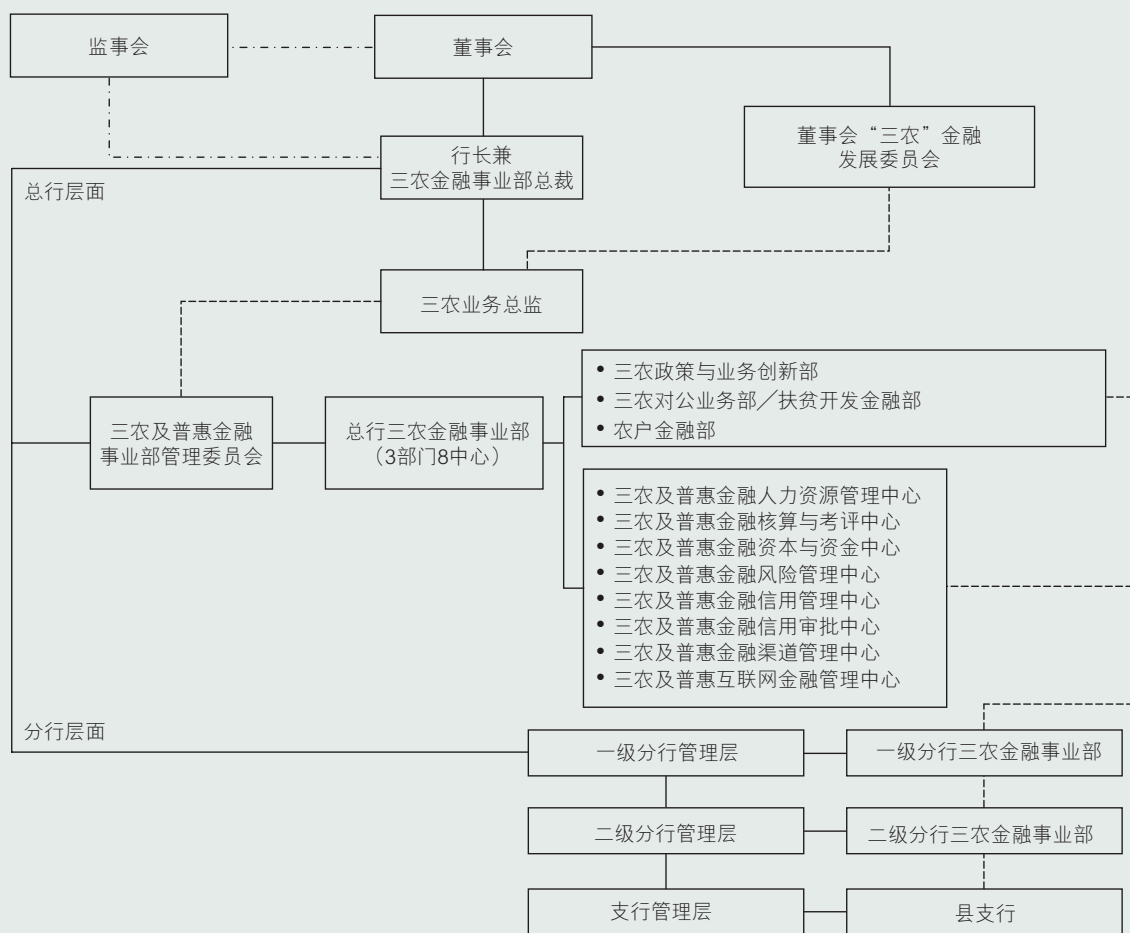 监事会
董事会
董事会“三农”金融
发展委员会
行长兼
三农金融事业部总裁
总行层面
三农业务总监
• 三农政策与业务创新部
• 三农对公业务部／扶贫开发金融部
• 农户金融部
三农及普惠金融
事业部管理委员会
总行三农金融事业部
（3部门8中心）
• 三农及普惠金融人力资源管理中心
• 三农及普惠金融核算与考评中心
• 三农及普惠金融资本与资金中心
• 三农及普惠金融风险管理中心
• 三农及普惠金融信用管理中心
• 三农及普惠金融信用审批中心
• 三农及普惠金融渠道管理中心
• 三农及普惠互联网金融管理中心
分行层面
一级分行管理层
一级分行三农金融事业部
二级分行管理层
二级分行三农金融事业部
支行管理层
县支行